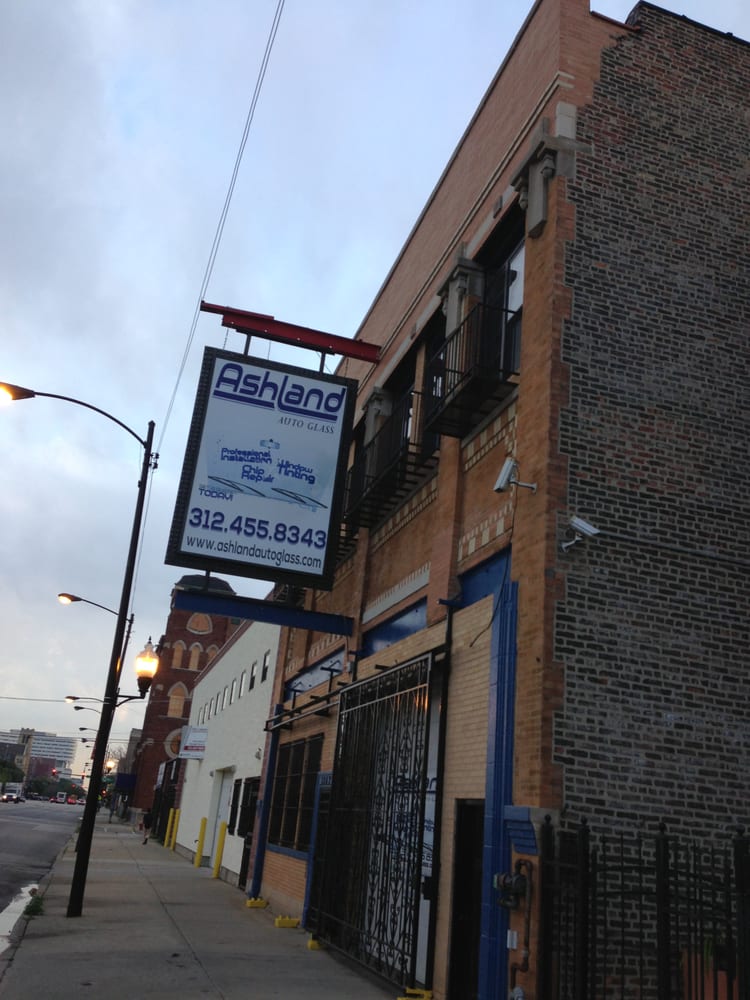 Ashland
AUTO GLASS
Professional
Installation
Chip
Repair
Window
Tinting
TODAY!
312.455.8343
www.ashlandautoglass.com